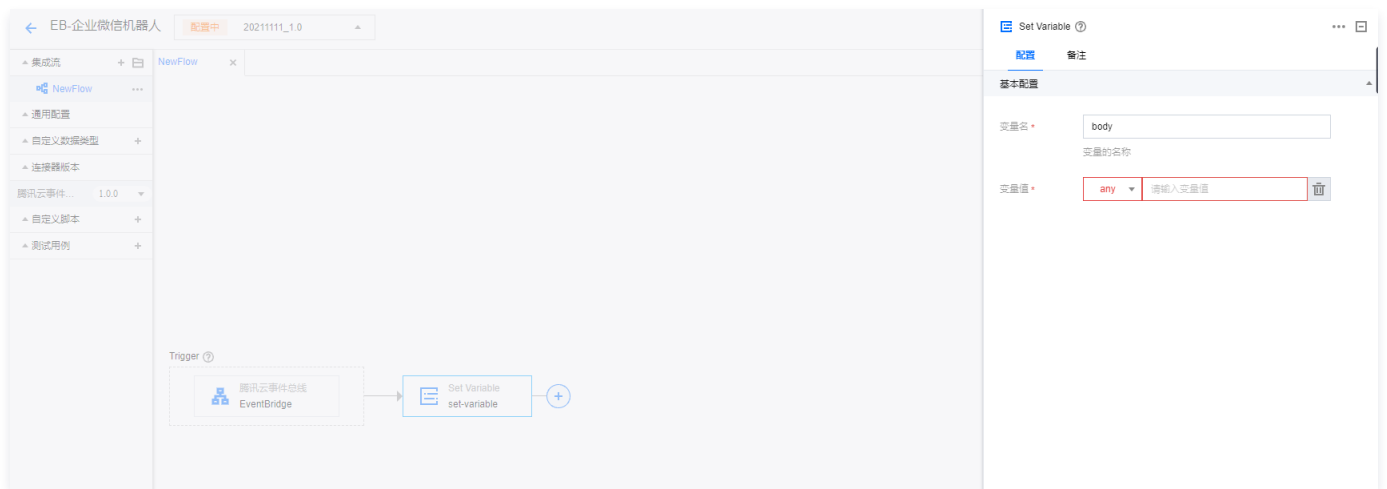 EB-企业微信机器人
配置中 20211111_1.0
集成流
NewFlow
通用配置
自定义数据类型
连接器版本
腾讯云事件... 1.0.0
自定义脚本
测试用例
NewFlow
Trigger
腾讯云事件总线
EventBridge
Set Variable
set-variable
Set Variable
配置 备注
基本配置
变量名 * body
变量的名称
变量值 * any 请输入变量值